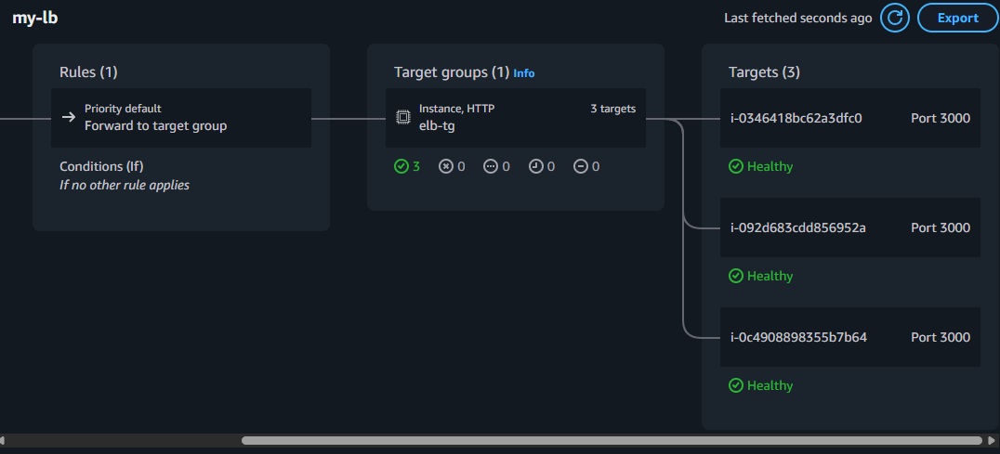 my-lb
Last fetched seconds ago
Export
Rules (1)
Priority default
Forward to target group
Conditions (If)
If no other rule applies
Target groups (1) Info
Instance, HTTP
3 targets
elb-tg
3 0 0 0 0
Targets (3)
i-0346418bc62a3dfc0 Port 3000
Healthy
i-092d683cdd856952a Port 3000
Healthy
i-0c4908898355b7b64 Port 3000
Healthy